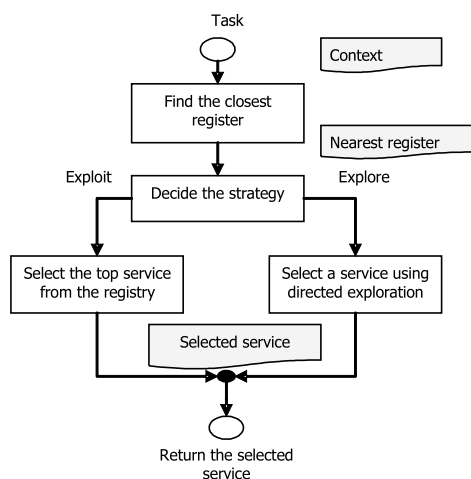 Task
Context
Find the closest
register
Nearest register
Exploit
Decide the strategy
Explore
Select the top service
from the registry
Select a service using
directed exploration
Selected service
Return the selected
service